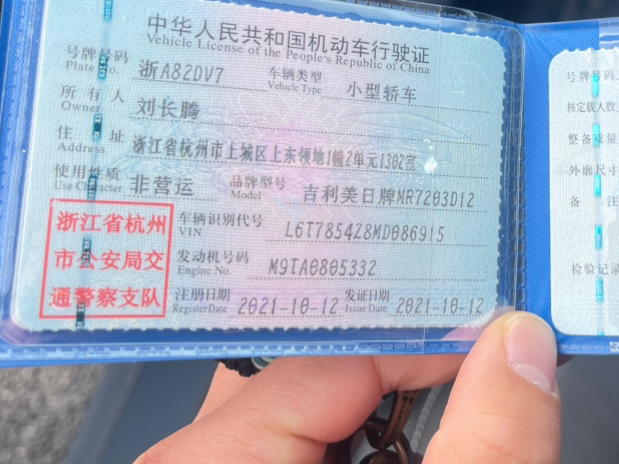 中华人民共和国机动车行驶证
Vehicle License of the People's Republic of China
号牌号码 浙A82DV7 车辆类型 小型轿车
Plate No. Vehicle Type
所有人 刘长腾
Owner
住址 浙江省杭州市上城区上东领地1幢2单元1302室
Address
使用性质 非营运 品牌型号 吉利美日牌MR7203D12
Use Character Model
浙江省杭州
市公安局交
通警察支队
车辆识别代号 L6T7854Z8MD086915
VIN
发动机号码 M9TA0805332
Engine No.
注册日期 2021-10-12 发证日期 2021-10-12
Register Date Issue Date
号牌号码
核定载人数
整备质量
外廓尺寸
备 注
检验记录